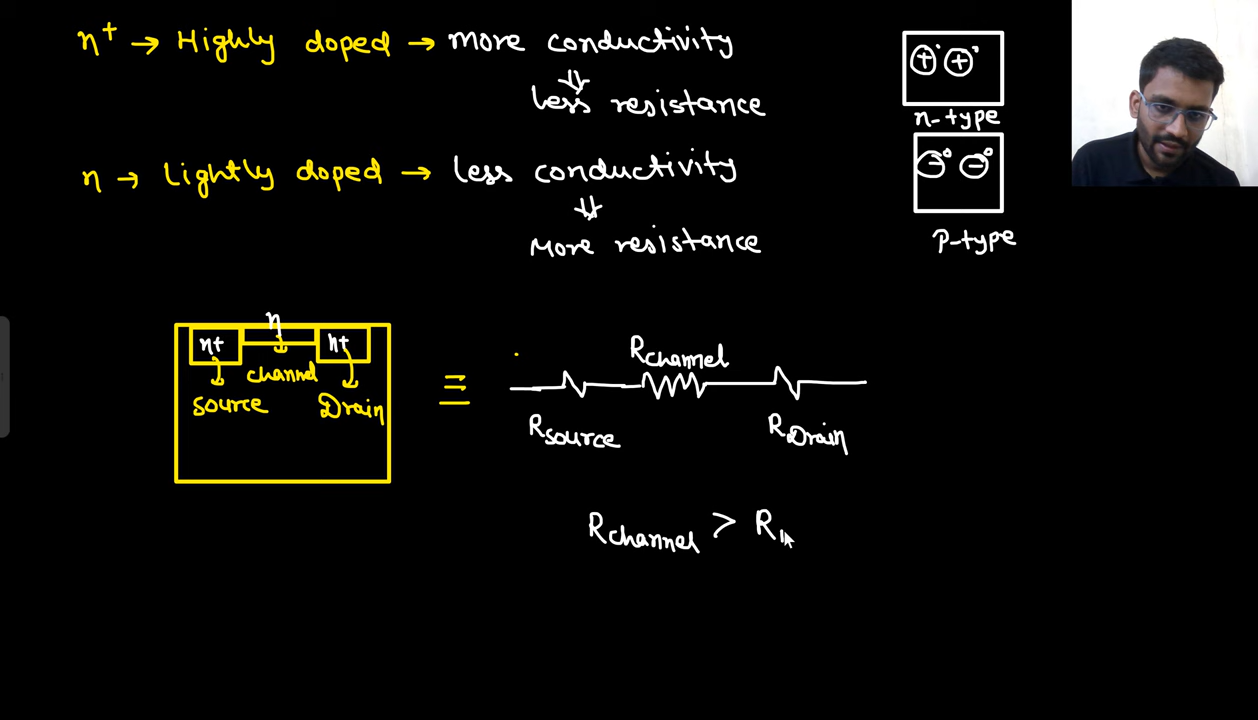 n+ → Highly doped → more conductivity
⇓
less resistance
n → Lightly doped → less conductivity
⇓
More resistance
+ +
n-type
- -
p-type
n
n+ n+
channel
source Drain
≡
Rchannel
Rsource RDrain
Rchannel > R